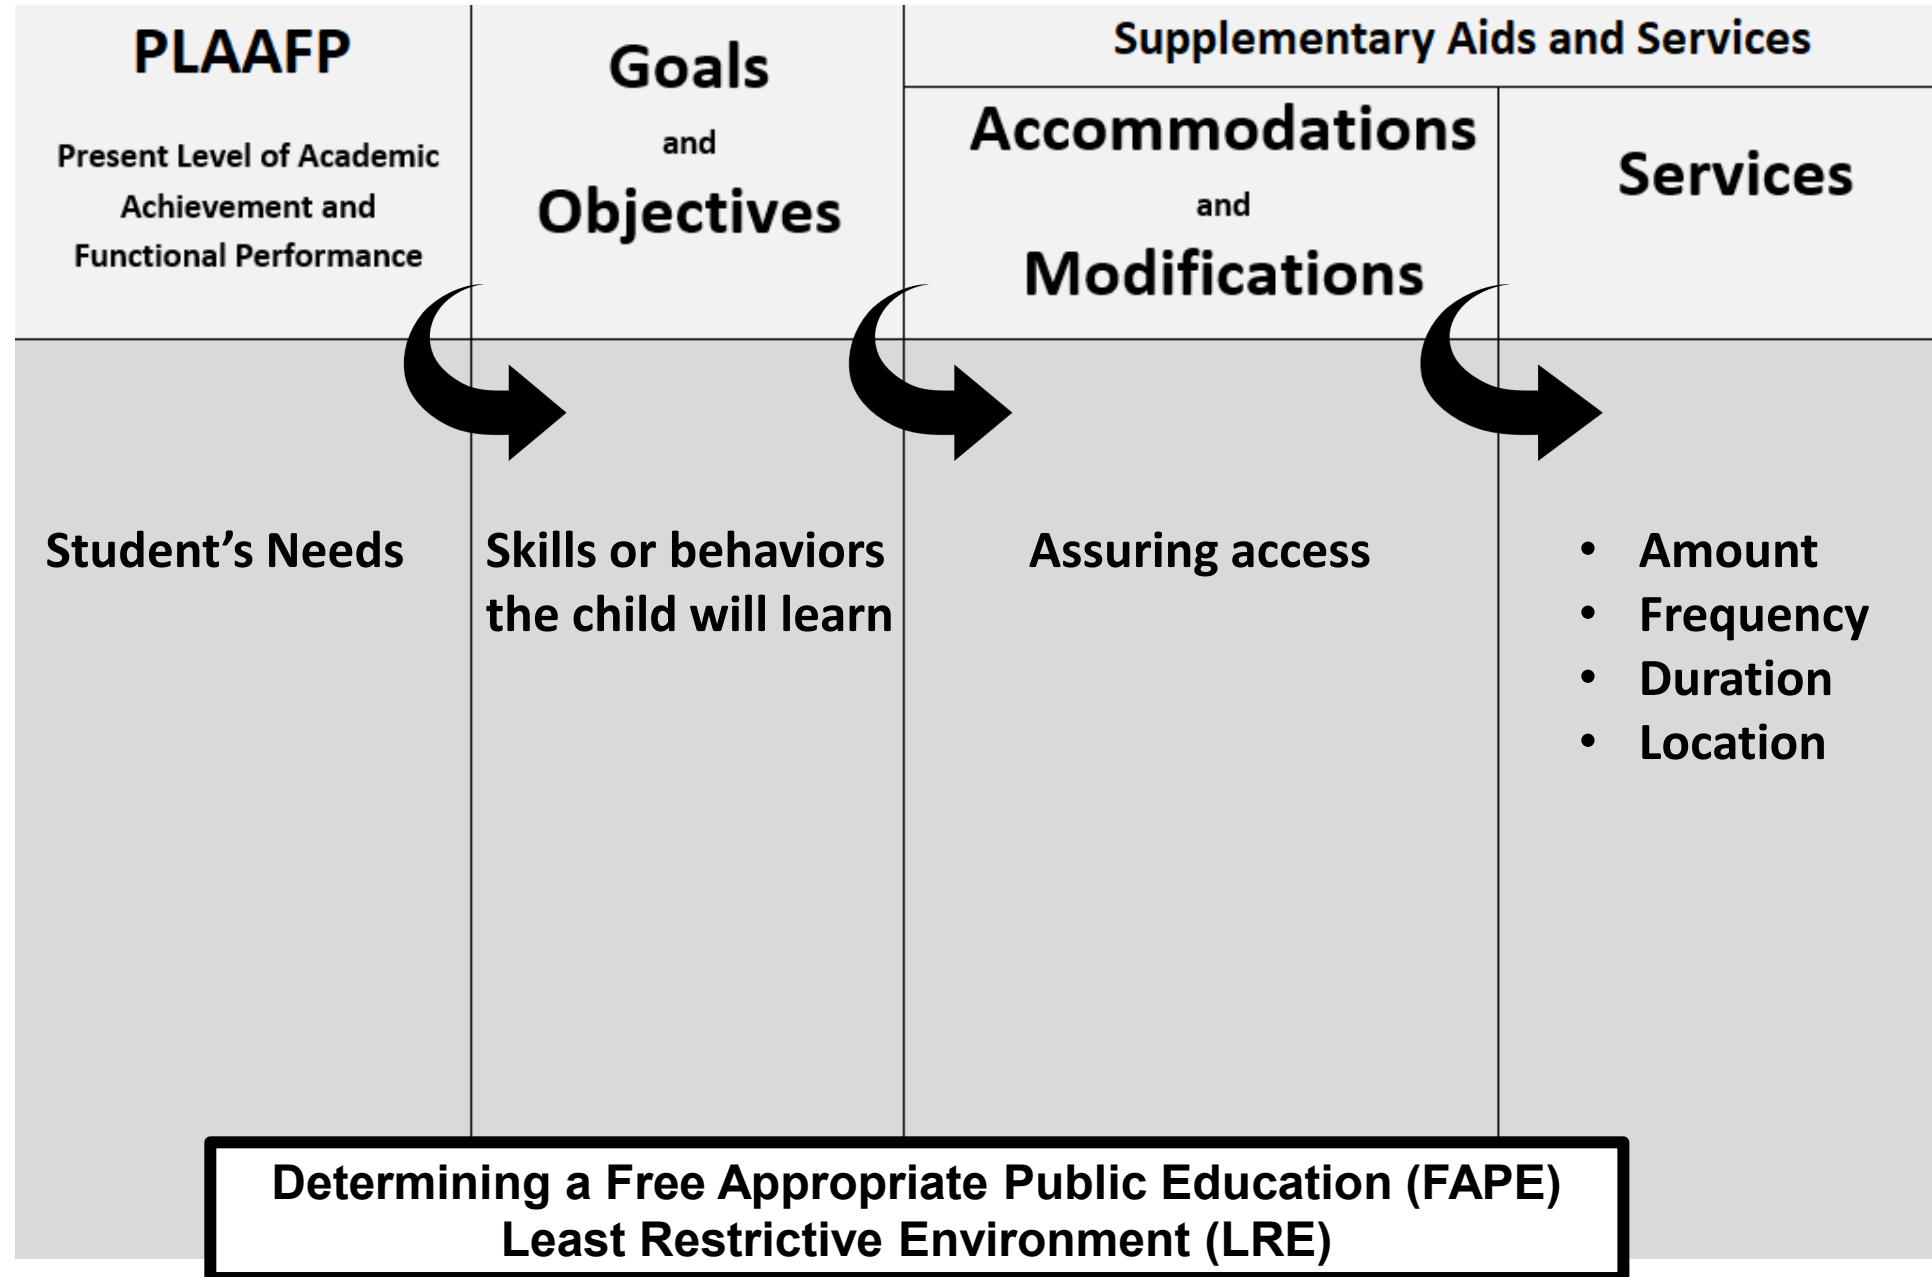 PLAAFP
Present Level of Academic
Achievement and
Functional Performance
Goals
and
Objectives
Supplementary Aids and Services
Accommodations
and
Modifications
Services
Student’s Needs
Skills or behaviors
the child will learn
Assuring access
• Amount
• Frequency
• Duration
• Location
Determining a Free Appropriate Public Education (FAPE)
Least Restrictive Environment (LRE)